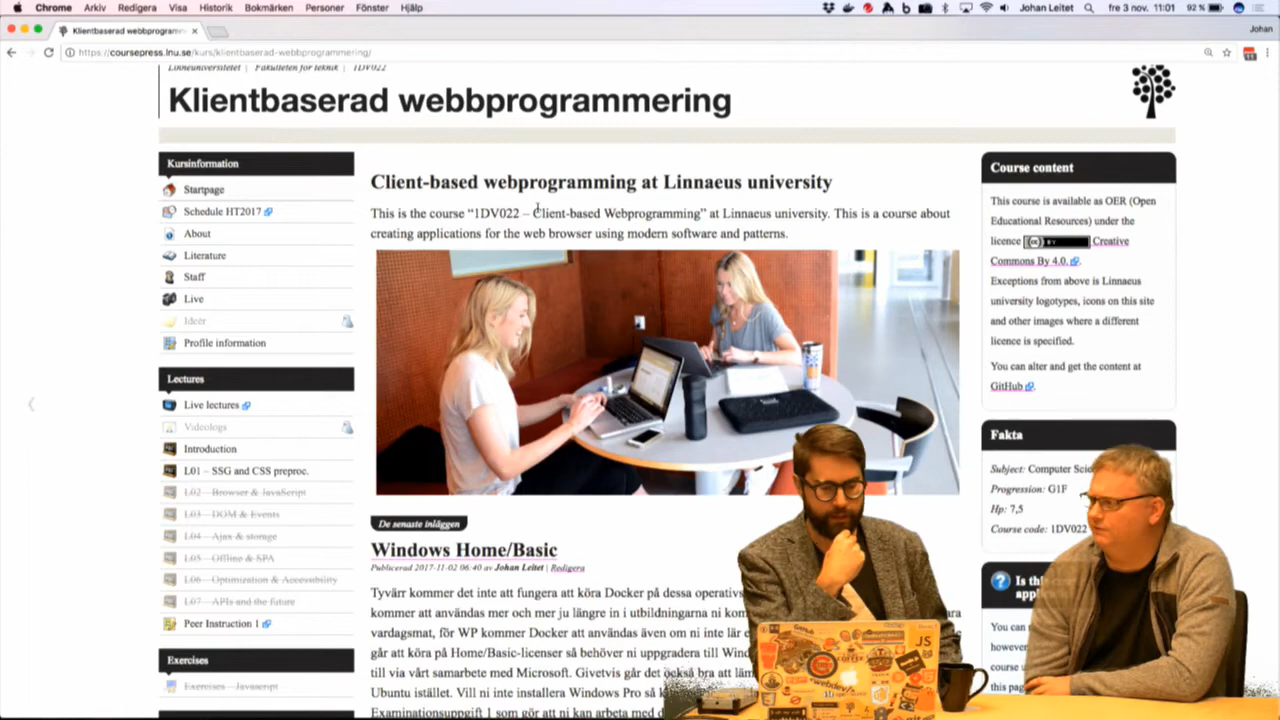 Chrome Arkiv Redigera Visa Historik Bokmärken Personer Fönster Hjälp
Johan Leitet fre 3 nov. 11:01 92 %
Klientbaserad webbprogramm
Johan
https://coursepress.lnu.se/kurs/klientbaserad-webbprogrammering/
Linneuniversitetet | Fakulteten för teknik | 1DV022
Klientbaserad webbprogrammering
Kursinformation
Startpage
Schedule HT2017
About
Literature
Staff
Live
Ideer
Profile information
Lectures
Live lectures
Videologs
Introduction
L01 – SSG and CSS preproc.
L02 – Browser & JavaScript
L03 – DOM & Events
L04 – Ajax & storage
L05 – Offline & SPA
L06 – Optimization & Accessibility
L07 – APIs and the future
Peer Instruction 1
Exercises
Exercises – Javascript
Client-based webprogramming at Linnaeus university
This is the course “1DV022 – Client-based Webprogramming” at Linnaeus university. This is a course about
creating applications for the web browser using modern software and patterns.
De senaste inläggen
Windows Home/Basic
Publicerad 2017-11-02 06:40 av Johan Leitet | Redigera
Tyvärr kommer det inte att fungera att köra Docker på dessa operativs
kommer att användas mer och mer ju längre in i utbildningarna ni kom
vardagsmat, för WP kommer Docker att användas även om ni inte lär
går att köra på Home/Basic-licenser så behöver ni uppgradera till Wind
till via vårt samarbete med Microsoft. Givetvis går det också bra att
Ubuntu istället. Vill ni inte installera Windows Pro så
Examinationsuppgift 1 som gör att ni kan arbeta med
Course content
This course is available as OER (Open
Educational Resources) under the
licence CC BY Creative
Commons By 4.0.
Exceptions from above is Linnaeus
university logotypes, icons on this site
and other images where a different
licence is specified.
You can alter and get the content at
GitHub
Fakta
Subject: Computer Scie
Progression: G1F
Hp: 7,5
Course code: 1DV022
Is th
appl
You can
however,
course
this pag
JS